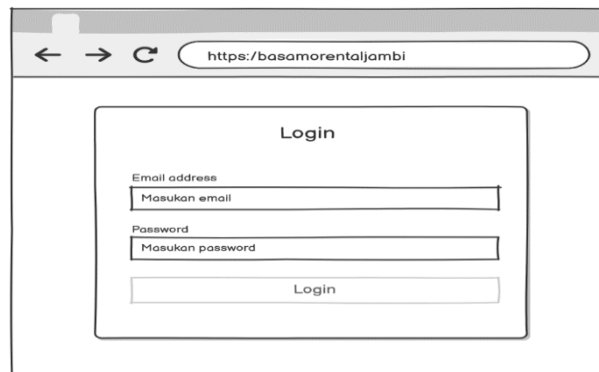 https:/basamorentaljambi
Login
Email address
Masukan email
Password
Masukan password
Login